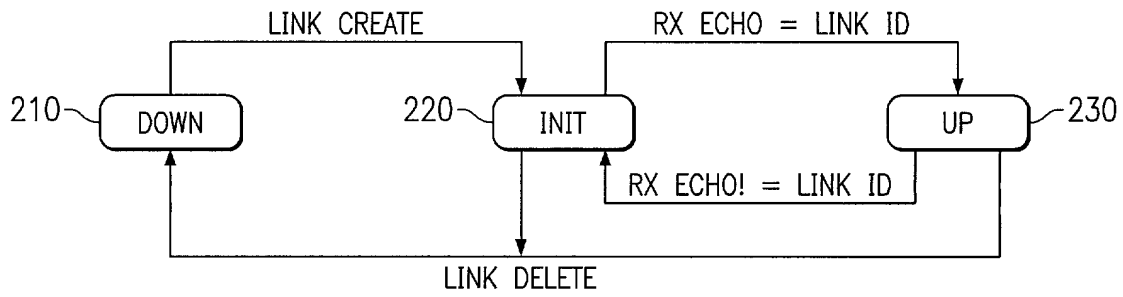 LINK CREATE
RX ECHO = LINK ID
210
DOWN
220
INIT
UP
230
RX ECHO! = LINK ID
LINK DELETE